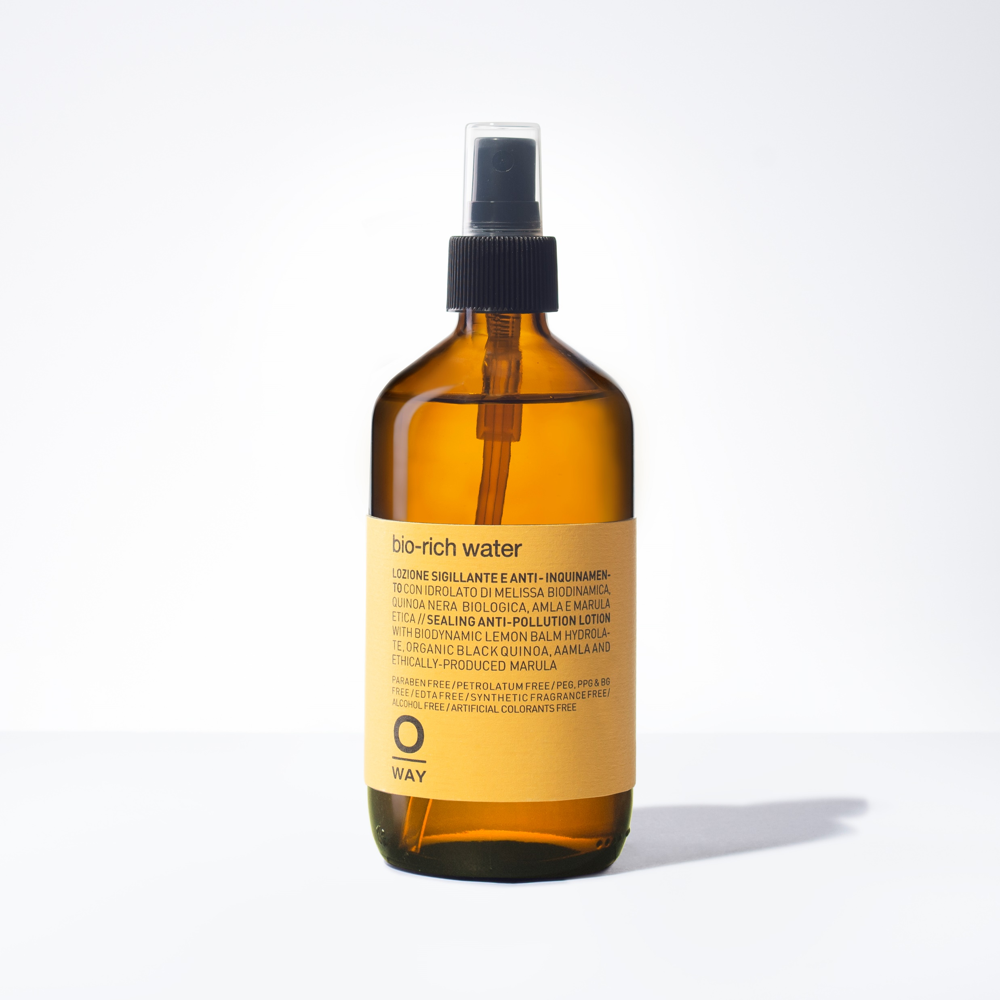 bio-rich water
LOZIONE SIGILLANTE E ANTI-INQUINAMEN-
TO CON IDROLATO DI MELISSA BIODINAMICA,
QUINOA NERA BIOLOGICA, AMLA E MARULA
ETICA // SEALING ANTI-POLLUTION LOTION
WITH BIODYNAMIC LEMON BALM HYDROLA-
TE, ORGANIC BLACK QUINOA, AAMLA AND
ETHICALLY-PRODUCED MARULA
PARABEN FREE / PETROLATUM FREE / PEG, PPG & BG
FREE / EDTA FREE / SYNTHETIC FRAGRANCE FREE /
ALCOHOL FREE / ARTIFICIAL COLORANTS FREE
O
WAY